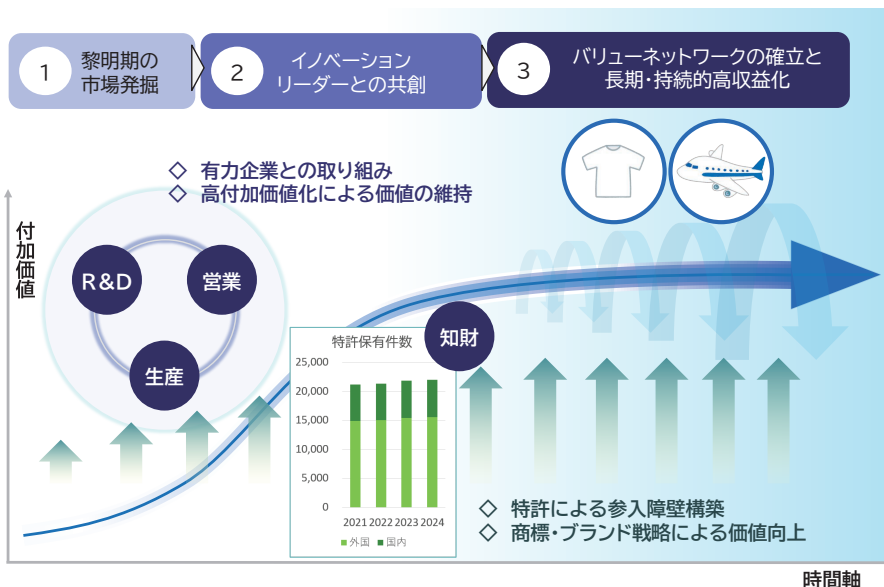 1
黎明期の
市場発掘
2
イノベーション
リーダーとの共創
3
バリューネットワークの確立と
長期・持続的高収益化
◇ 有力企業との取り組み
◇ 高付加価値化による価値の維持
付加価値
R&D
営業
生産
知財
特許保有件数
25,000
20,000
15,000
10,000
5,000
0
2021 2022 2023 2024
■外国 ■国内
◇ 特許による参入障壁構築
◇ 商標・ブランド戦略による価値向上
時間軸